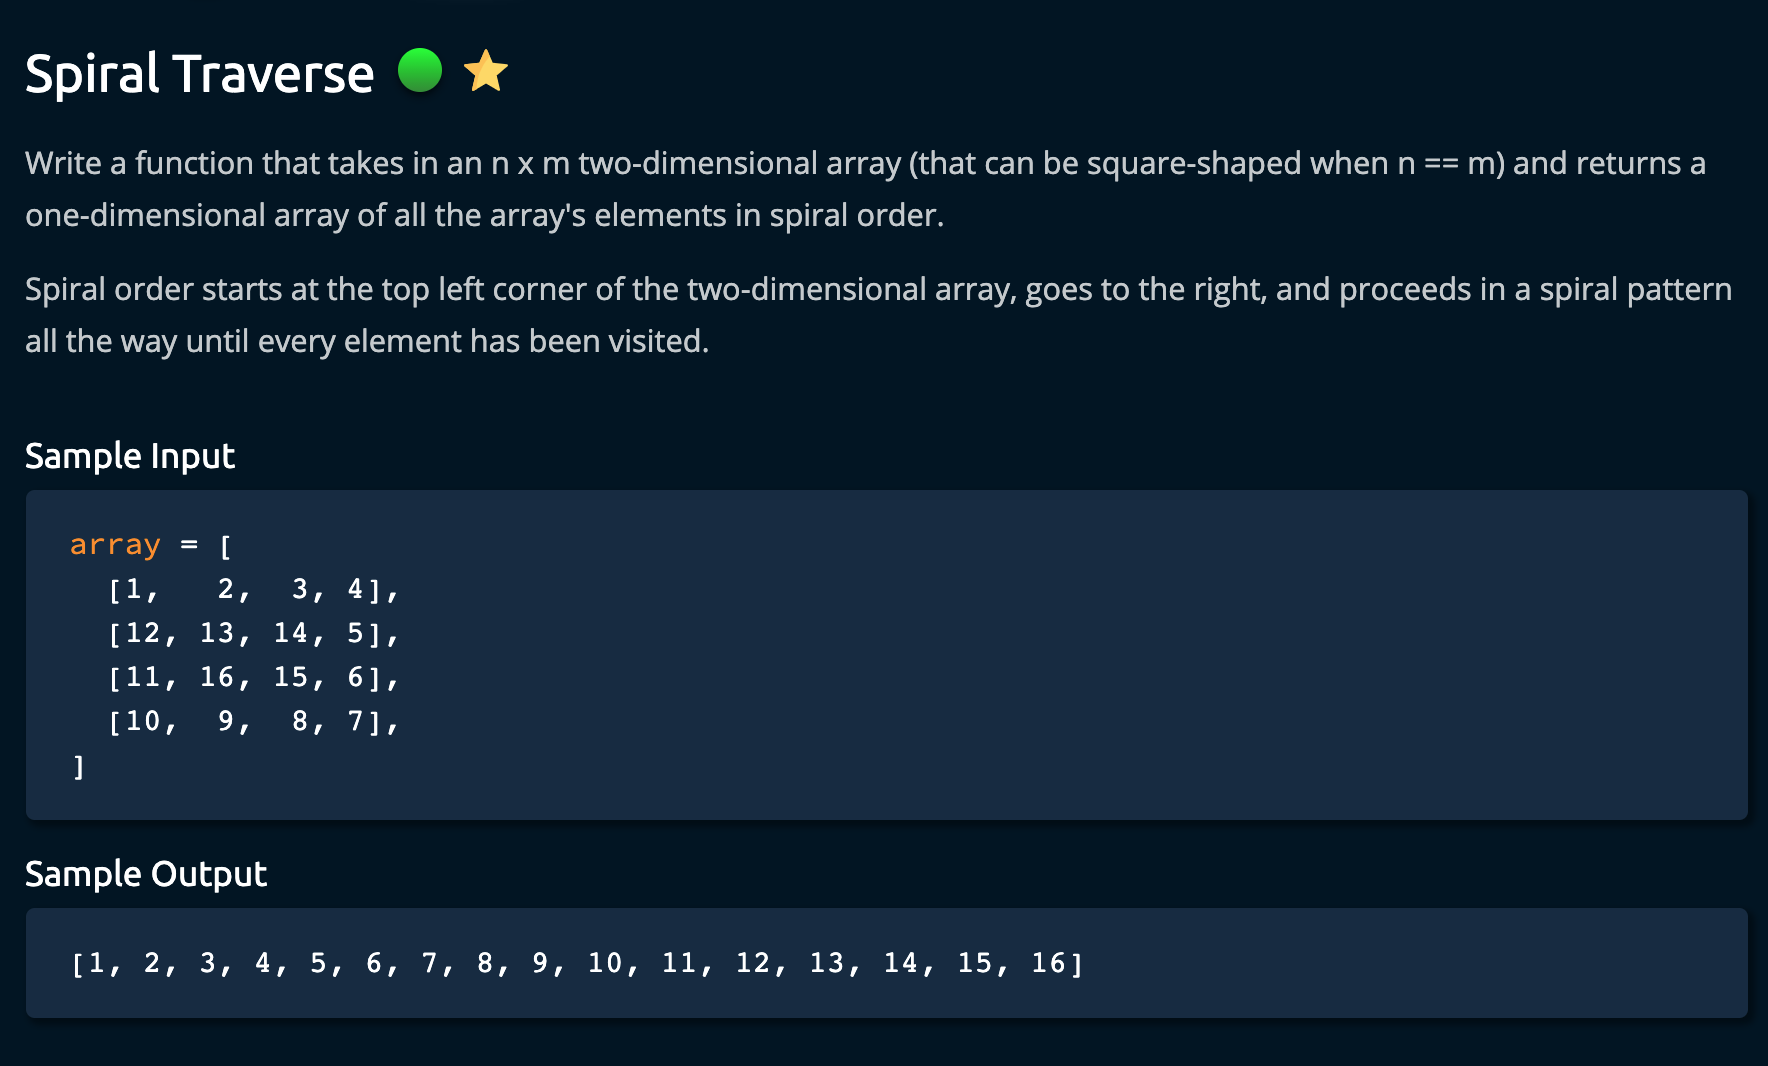 Spiral Traverse
Write a function that takes in an n x m two-dimensional array (that can be square-shaped when n == m) and returns a
one-dimensional array of all the array's elements in spiral order.
Spiral order starts at the top left corner of the two-dimensional array, goes to the right, and proceeds in a spiral pattern
all the way until every element has been visited.
Sample Input
array = [
  [1,   2,  3, 4],
  [12, 13, 14, 5],
  [11, 16, 15, 6],
  [10,  9,  8, 7],
]
Sample Output
[1, 2, 3, 4, 5, 6, 7, 8, 9, 10, 11, 12, 13, 14, 15, 16]